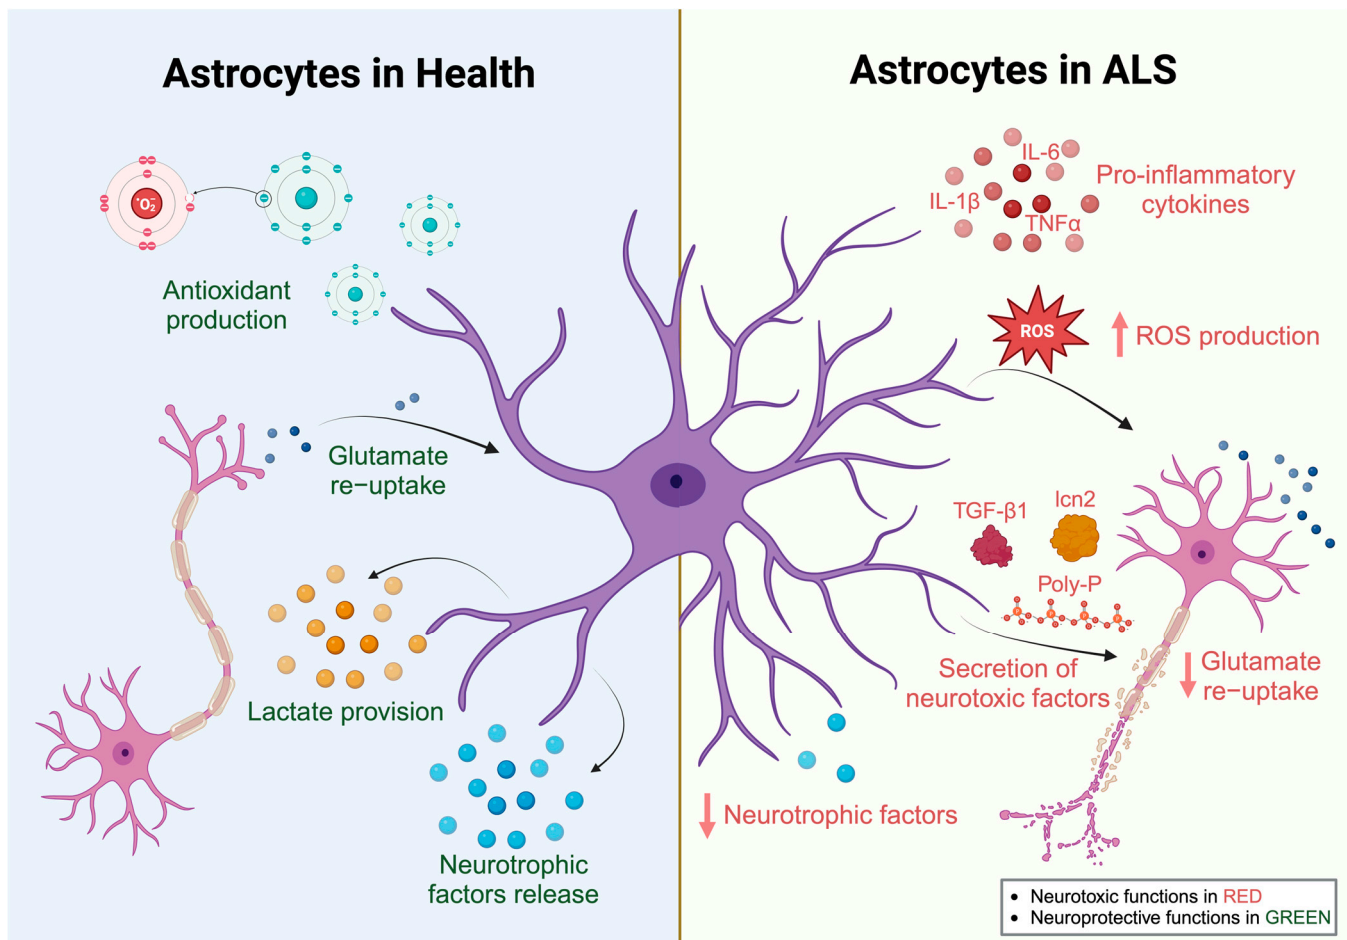 Astrocytes in Health
•O₂⁻
Antioxidant
production
Glutamate
re−uptake
Lactate provision
Neurotrophic
factors release
Astrocytes in ALS
IL-6
IL-1β
TNFα
Pro-inflammatory
cytokines
ROS
ROS production
TGF-β1
lcn2
Poly-P
Secretion of
neurotoxic factors
Glutamate
re−uptake
Neurotrophic factors
• Neurotoxic functions in RED
• Neuroprotective functions in GREEN